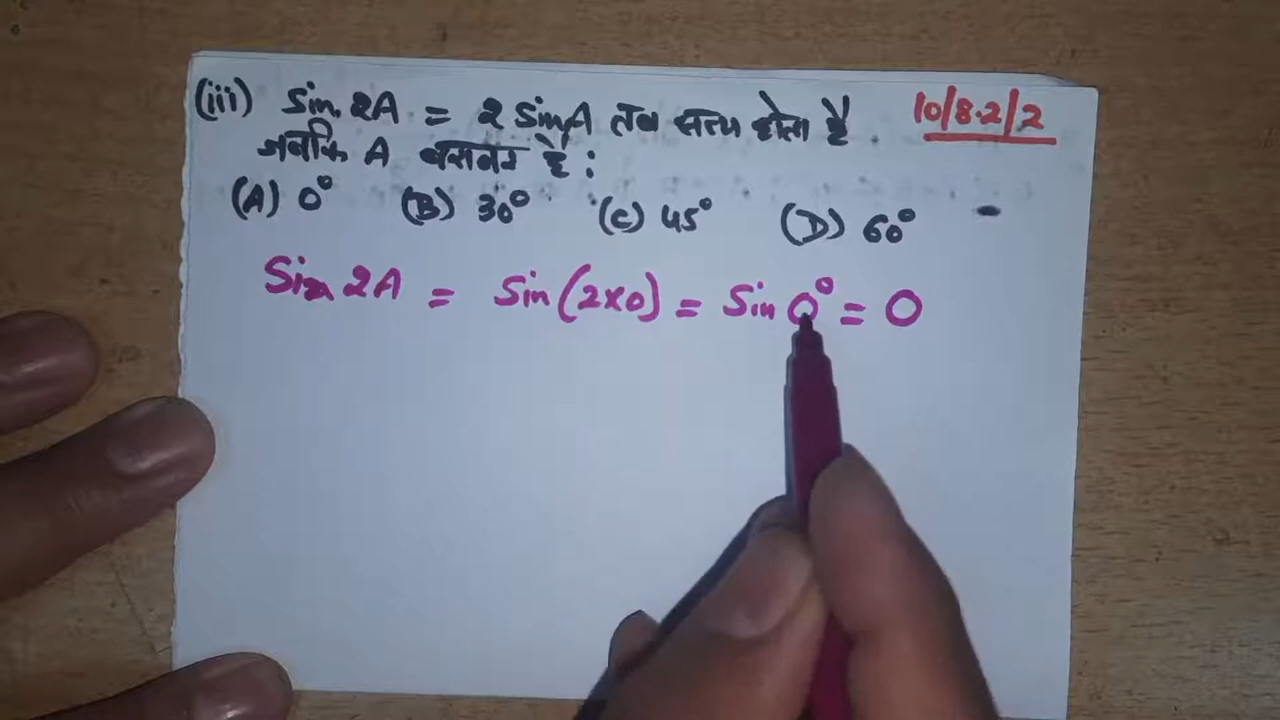 (iii) Sin 2A = 2 SinA तब सत्य होता है 10/8.2/2
जबकि A बराबर है:
(A) 0° (B) 30° (C) 45° (D) 60°
Sin 2A = Sin(2×0) = Sin 0° = 0